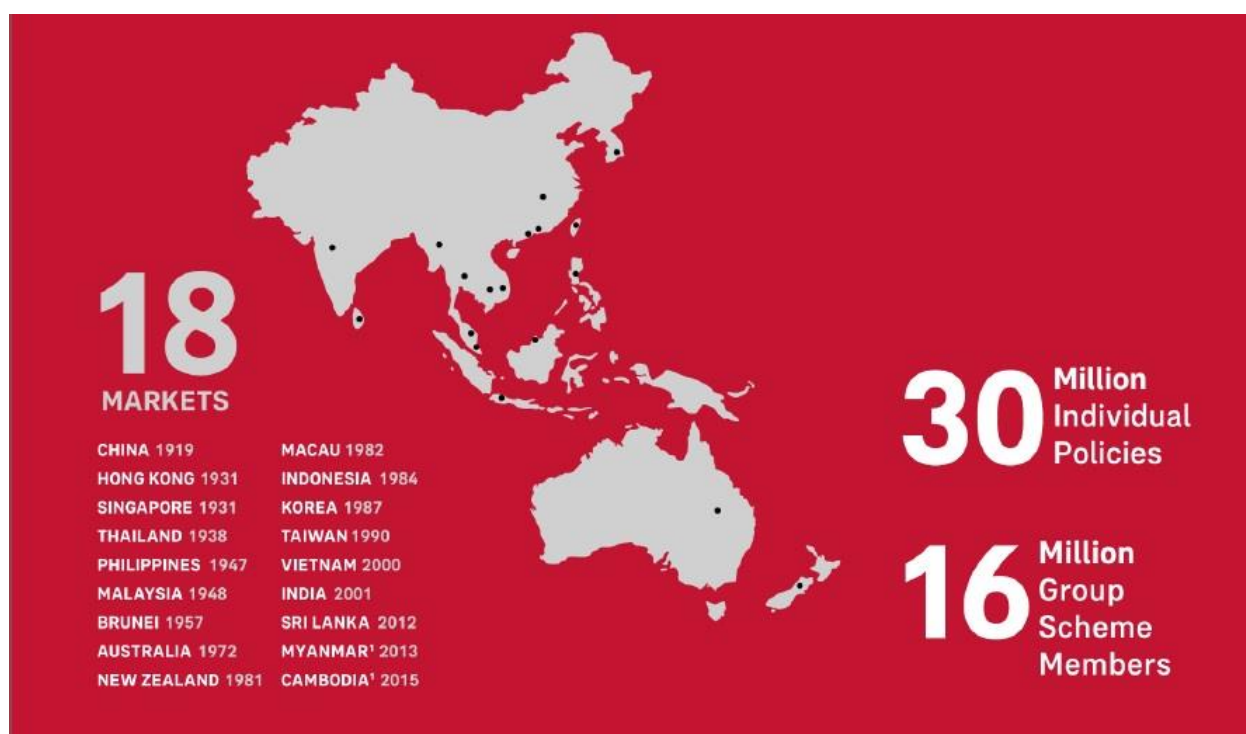 18
MARKETS
CHINA 1919
HONG KONG 1931
SINGAPORE 1931
THAILAND 1938
PHILIPPINES 1947
MALAYSIA 1948
BRUNEI 1957
AUSTRALIA 1972
NEW ZEALAND 1981
MACAU 1982
INDONESIA 1984
KOREA 1987
TAIWAN 1990
VIETNAM 2000
INDIA 2001
SRI LANKA 2012
MYANMAR¹ 2013
CAMBODIA¹ 2015
30 Million
Individual
Policies
16 Million
Group
Scheme
Members